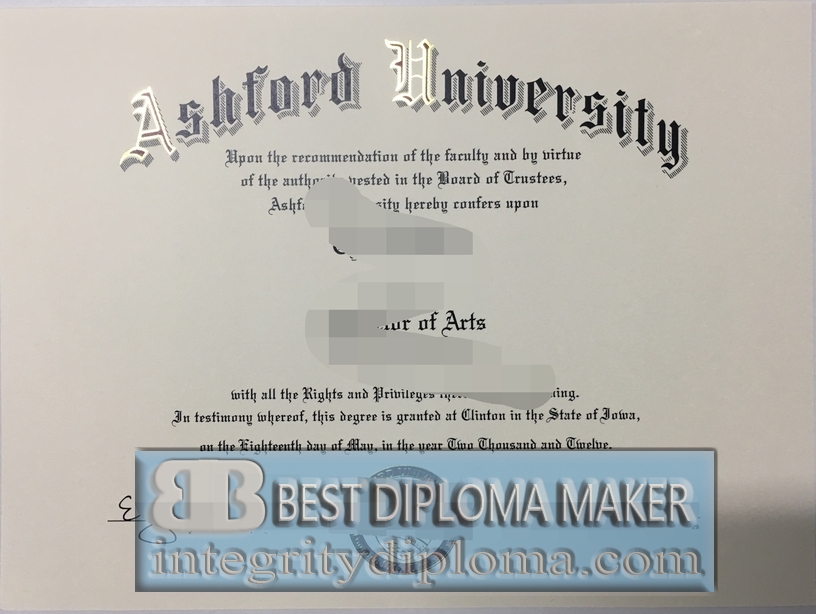 Ashford University
Upon the recommendation of the faculty and by virtue
of the authority vested in the Board of Trustees,
hereby confers upon
of Arts
with all the Rights and Privileges
In testimony whereof, this degree is granted at Clinton in the State of Iowa,
on the Eighteenth day of May, in the year Two Thousand and Twelve.
BB BEST DIPLOMA MAKER
integritydiploma.com